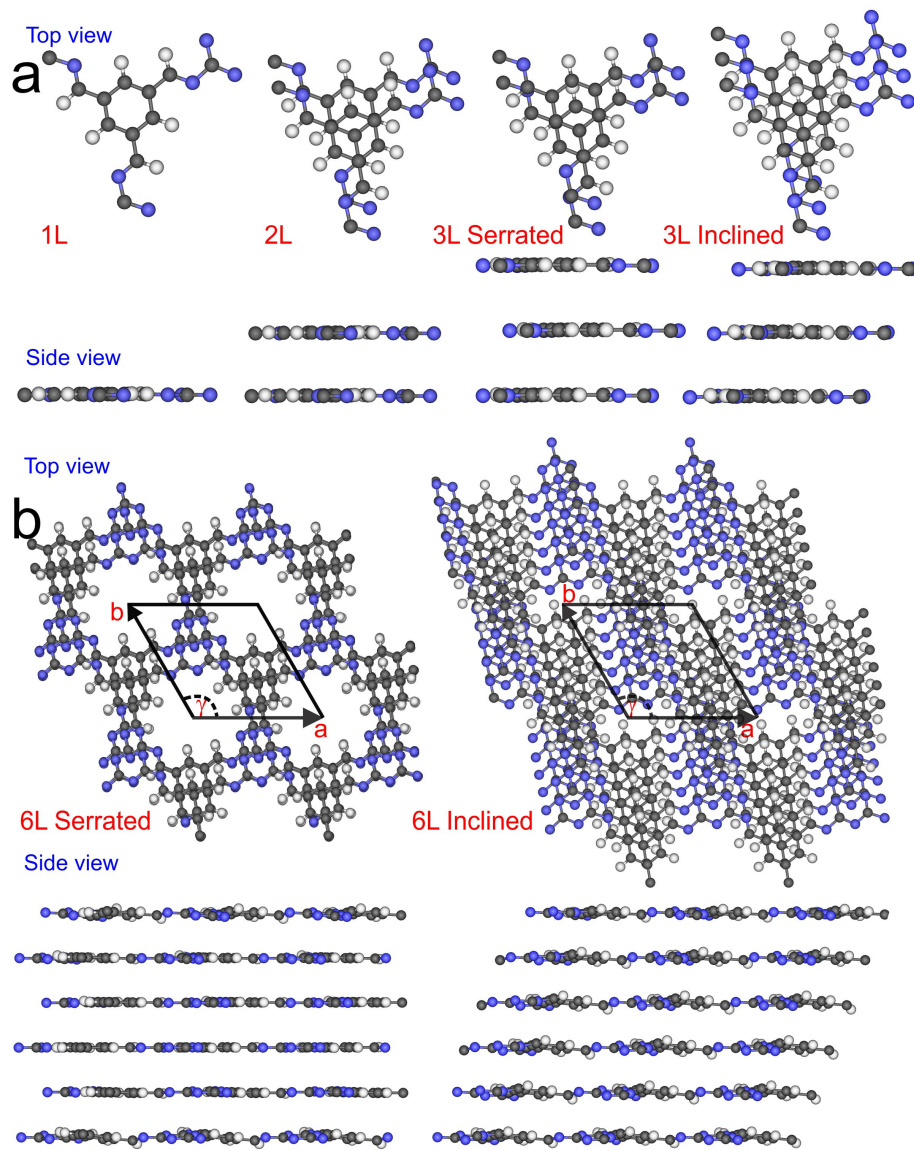 Top view
a
1L
2L
3L Serrated
3L Inclined
Side view
Top view
b
b
γ
a
b
γ
a
6L Serrated
6L Inclined
Side view